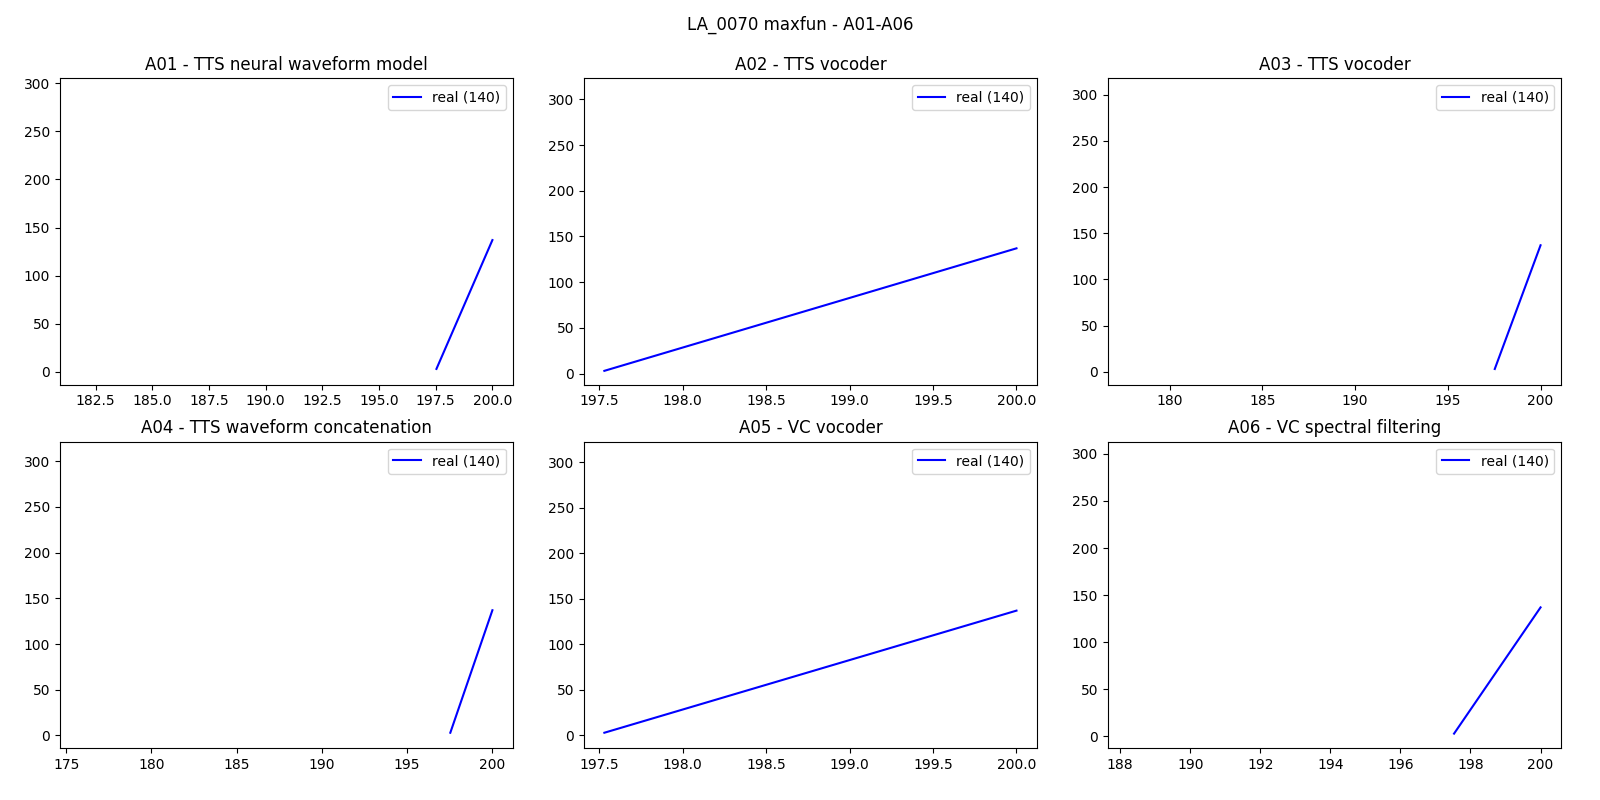 LA_0070 maxfun - A01-A06
A01 - TTS neural waveform model
300
250
200
150
100
50
0
real (140)
182.5 185.0 187.5 190.0 192.5 195.0 197.5 200.0
A02 - TTS vocoder
300
250
200
150
100
50
0
real (140)
197.5 198.0 198.5 199.0 199.5 200.0
A03 - TTS vocoder
300
250
200
150
100
50
0
real (140)
180 185 190 195 200
A04 - TTS waveform concatenation
300
250
200
150
100
50
0
real (140)
175 180 185 190 195 200
A05 - VC vocoder
300
250
200
150
100
50
0
real (140)
197.5 198.0 198.5 199.0 199.5 200.0
A06 - VC spectral filtering
300
250
200
150
100
50
0
real (140)
188 190 192 194 196 198 200